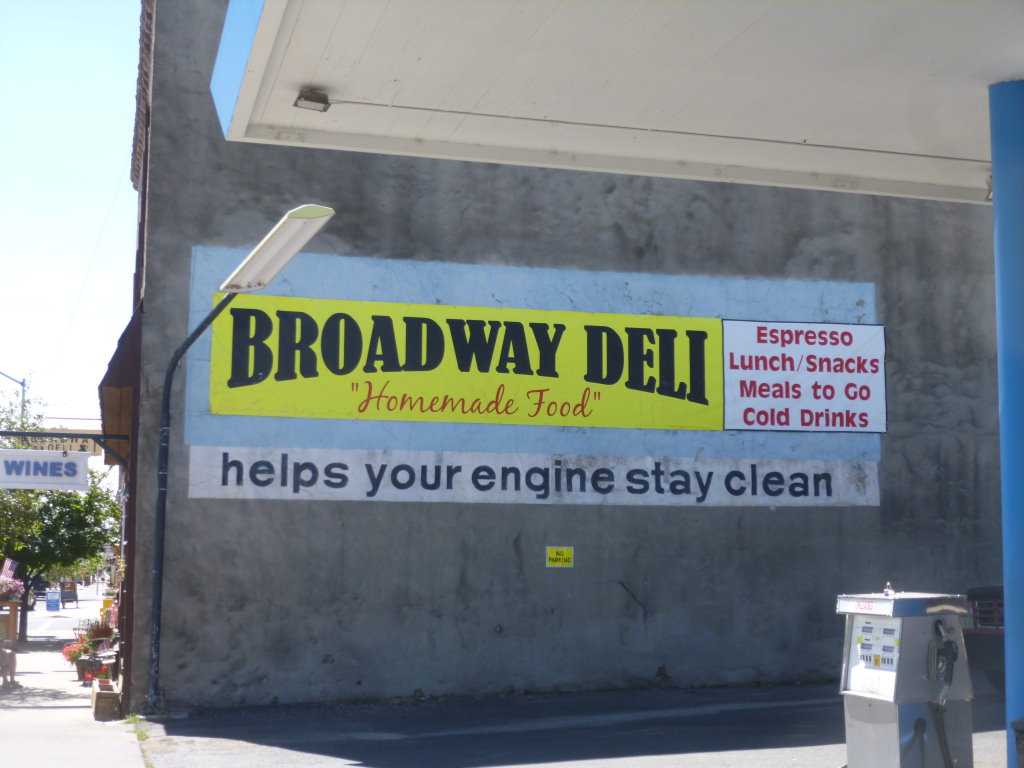 BROADWAY DELI
"Homemade Food"
Espresso
Lunch/Snacks
Meals to Go
Cold Drinks
helps your engine stay clean
WINES
NO
PARKING